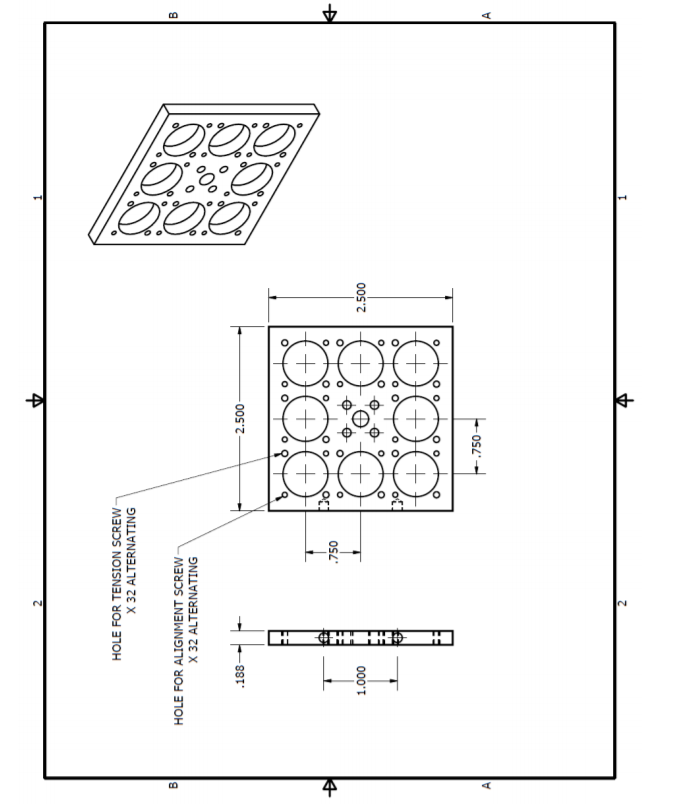 B
A
1
1
2
2
B
A
HOLE FOR TENSION SCREW
X 32 ALTERNATING
HOLE FOR ALIGNMENT SCREW
X 32 ALTERNATING
2.500
2.500
.750
.750
.188
1.000